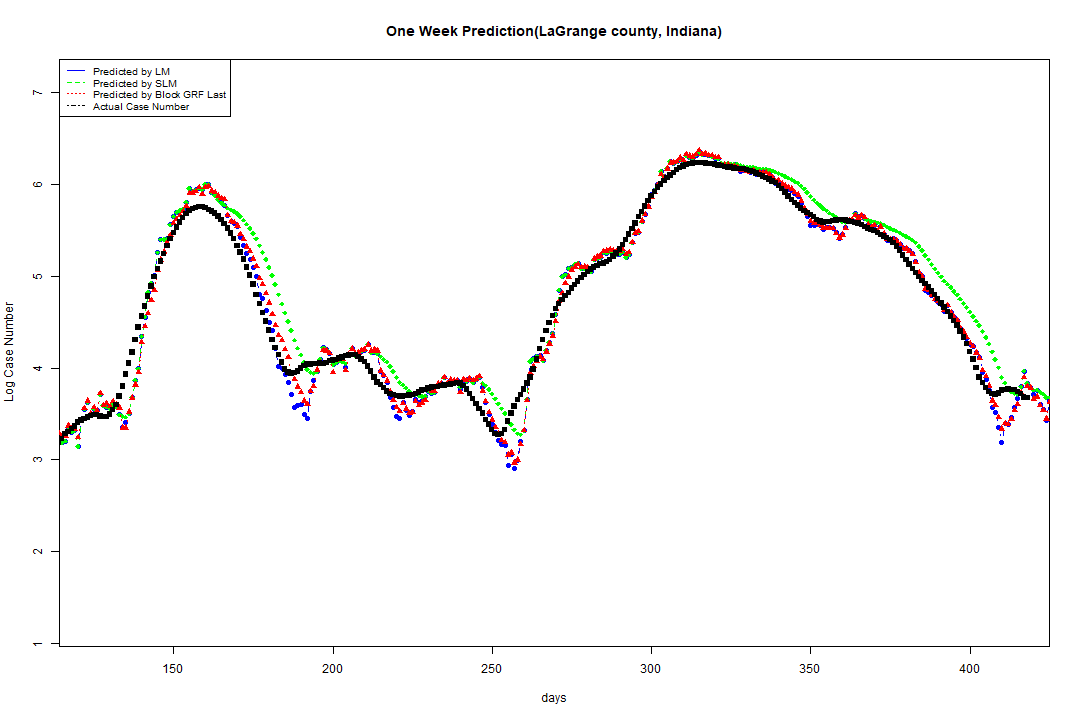 One Week Prediction(LaGrange county, Indiana)
Predicted by LM
Predicted by SLM
Predicted by Block GRF Last
Actual Case Number
7
6
5
4
3
2
1
Log Case Number
150 200 250 300 350 400
days